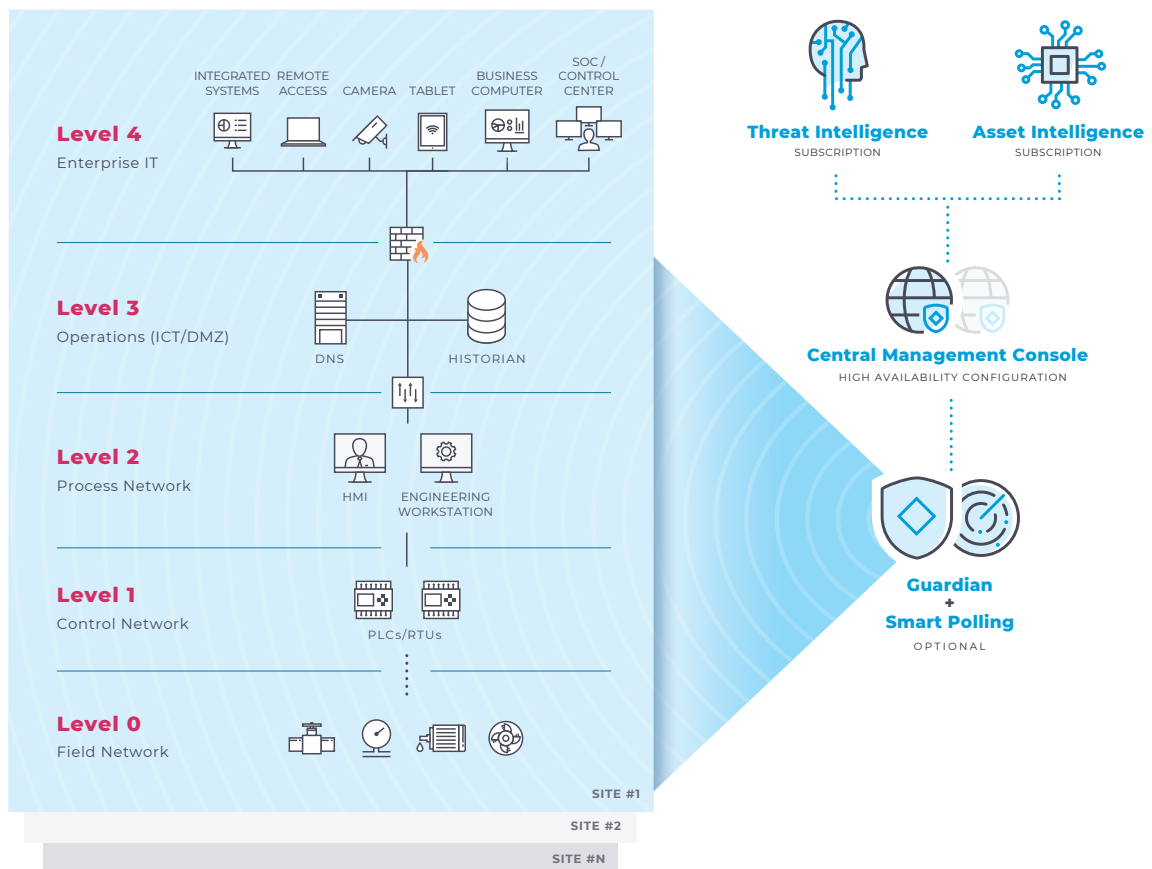 INTEGRATED
SYSTEMS
REMOTE
ACCESS
CAMERA
TABLET
BUSINESS
COMPUTER
SOC /
CONTROL
CENTER
Level 4
Enterprise IT
Level 3
Operations (ICT/DMZ)
DNS
HISTORIAN
Level 2
Process Network
HMI
ENGINEERING
WORKSTATION
Level 1
Control Network
PLCs/RTUs
Level 0
Field Network
SITE #1
SITE #2
SITE #N
Threat Intelligence
SUBSCRIPTION
Asset Intelligence
SUBSCRIPTION
Central Management Console
HIGH AVAILABILITY CONFIGURATION
Guardian
+
Smart Polling
OPTIONAL